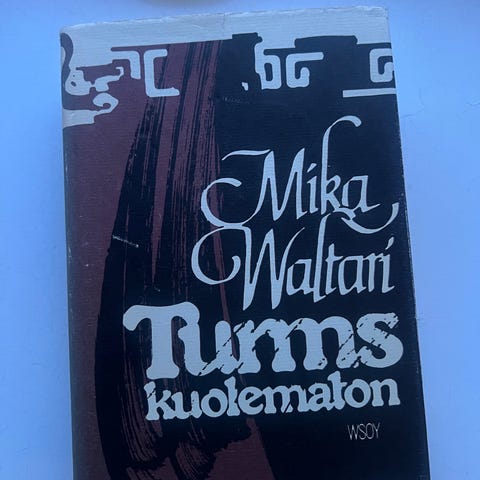 Mika
Waltari
Turms
kuolematon
WSOY